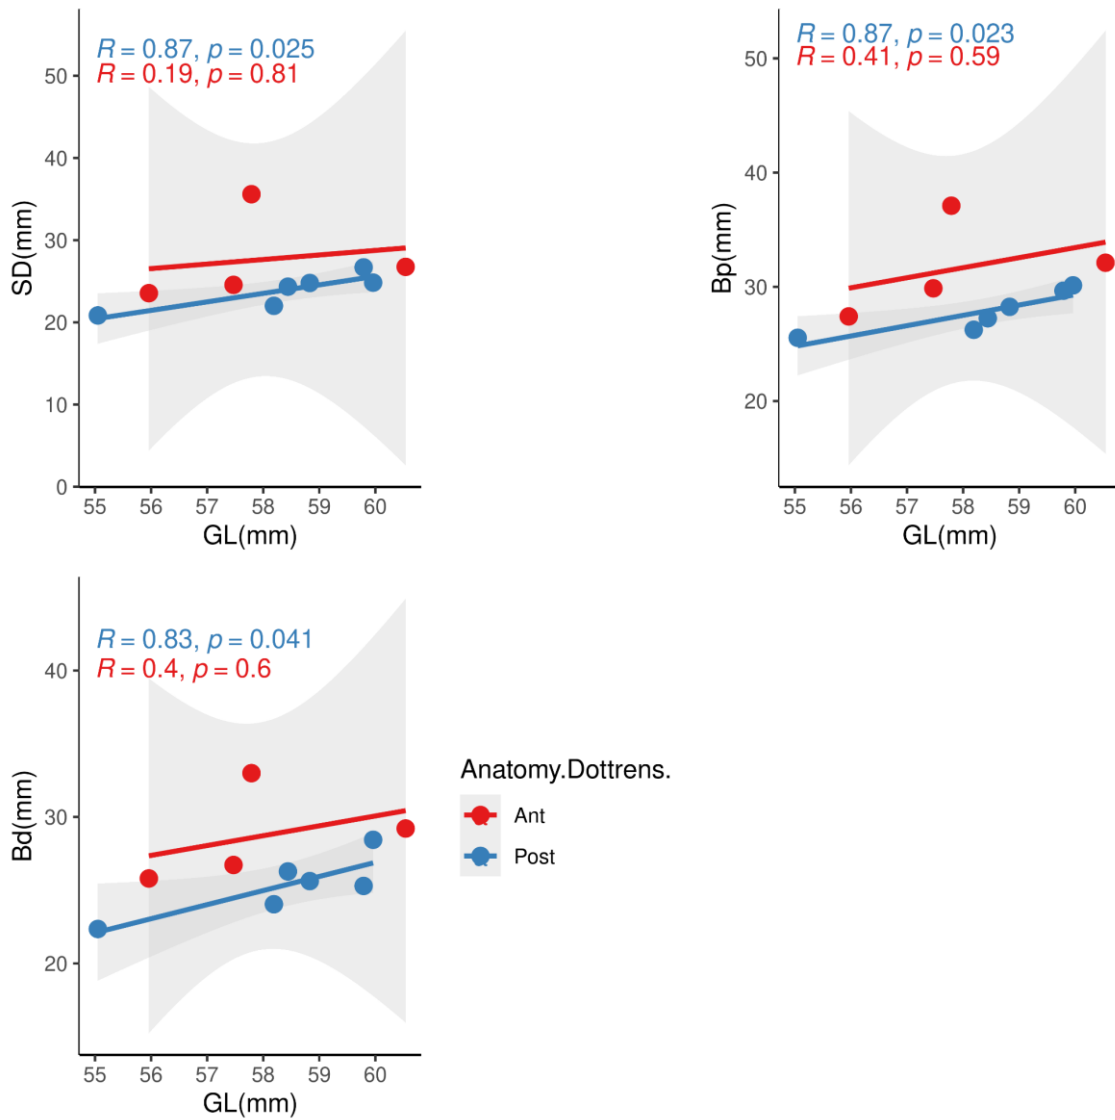 R = 0.87, p = 0.025
R = 0.19, p = 0.81
50
40
30
20
10
0
SD(mm)
55 56 57 58 59 60
GL(mm)
R = 0.87, p = 0.023
R = 0.41, p = 0.59
50
40
30
20
Bp(mm)
55 56 57 58 59 60
GL(mm)
R = 0.83, p = 0.041
R = 0.4, p = 0.6
40
30
20
Bd(mm)
55 56 57 58 59 60
GL(mm)
Anatomy.Dottrens.
Ant
Post